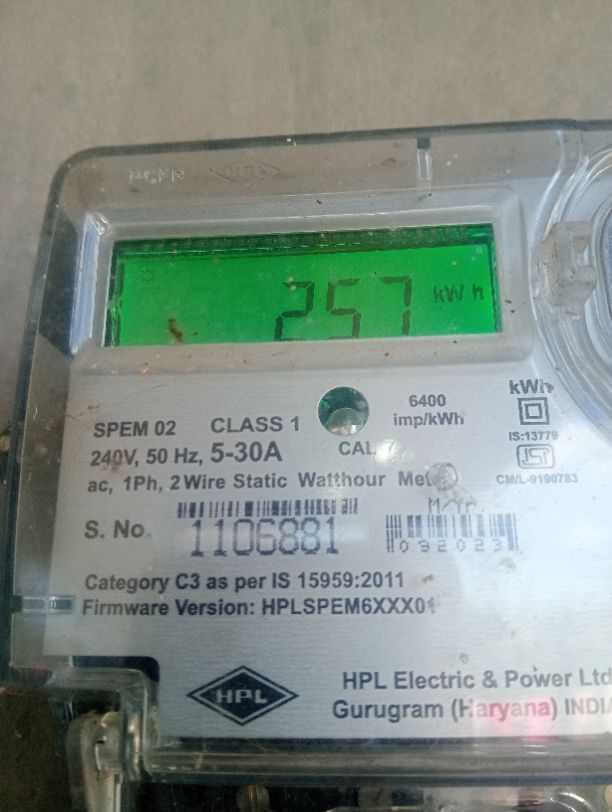 257 kWh
SPEM 02 CLASS 1
6400
imp/kWh
kWh
240V, 50 Hz, 5-30A
CAL
IS:13779
ISI
ac, 1Ph, 2 Wire Static Watthour Meter
CM/L-9190783
M/Yr.
S. No. 1106881
092023
Category C3 as per IS 15959:2011
Firmware Version: HPLSPEM6XXX01
HPL
HPL Electric & Power Ltd
Gurugram (Haryana) INDIA